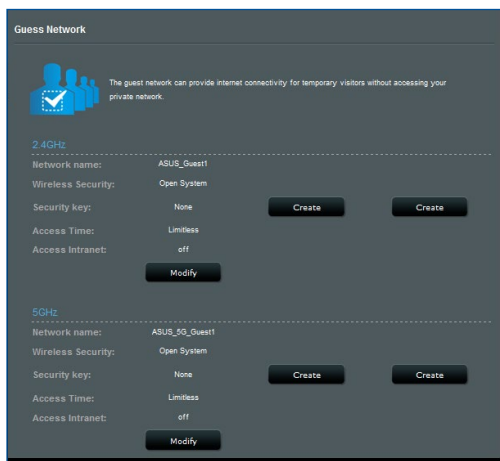 Guess Network
The guest network can provide internet connectivity for temporary visitors without accessing your
private network.
2.4GHz
Network name: ASUS_Guest1
Wireless Security: Open System
Security key: None Create Create
Access Time: Limitless
Access Intranet: off
Modify
5GHz
Network name: ASUS_5G_Guest1
Wireless Security: Open System
Security key: None Create Create
Access Time: Limitless
Access Intranet: off
Modify